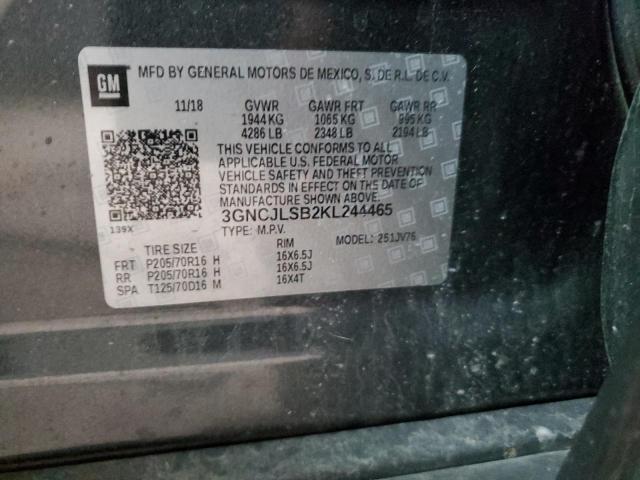 GM
MFD BY GENERAL MOTORS DE MEXICO, S. DE R.L. DE C.V.
11/18 GVWR GAWR FRT GAWR RR
1944 KG 1065 KG 995 KG
4286 LB 2348 LB 2194 LB
THIS VEHICLE CONFORMS TO ALL
APPLICABLE U.S. FEDERAL MOTOR
VEHICLE SAFETY AND THEFT
PREVENTION STANDARDS IN EFFECT
ON THE DATE OF
MANUFACTURE SHOWN ABOVE.
139X
3GNCJLSB2KL244465
TYPE: M.P.V. MODEL: 251JV76
TIRE SIZE RIM
FRT P205/70R16 H 16X6.5J
RR P205/70R16 H 16X6.5J
SPA T125/70D16 M 16X4T